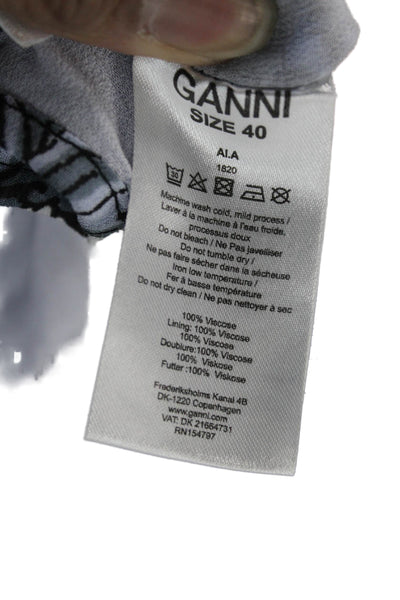 GANNI
SIZE 40
AI.A
1820
30
Machine wash cold, mild process /
Laver à la machine à l'eau froide,
processus doux
Do not bleach / Ne Pas javelliser
Do not tumble dry /
Ne pas faire sécher dans la sécheuse
Iron low temperature /
Fer à basse température
Do not dry clean / Ne pas nettoyer à sec
100% Viscose
Lining: 100% Viscose
100% Viscose
Doublure:100% Viscose
100% Viskose
Futter :100% Viskose
Frederiksholms Kanal 4B
DK-1220 Copenhagen
www.ganni.com
VAT: DK 21664731
RN154797